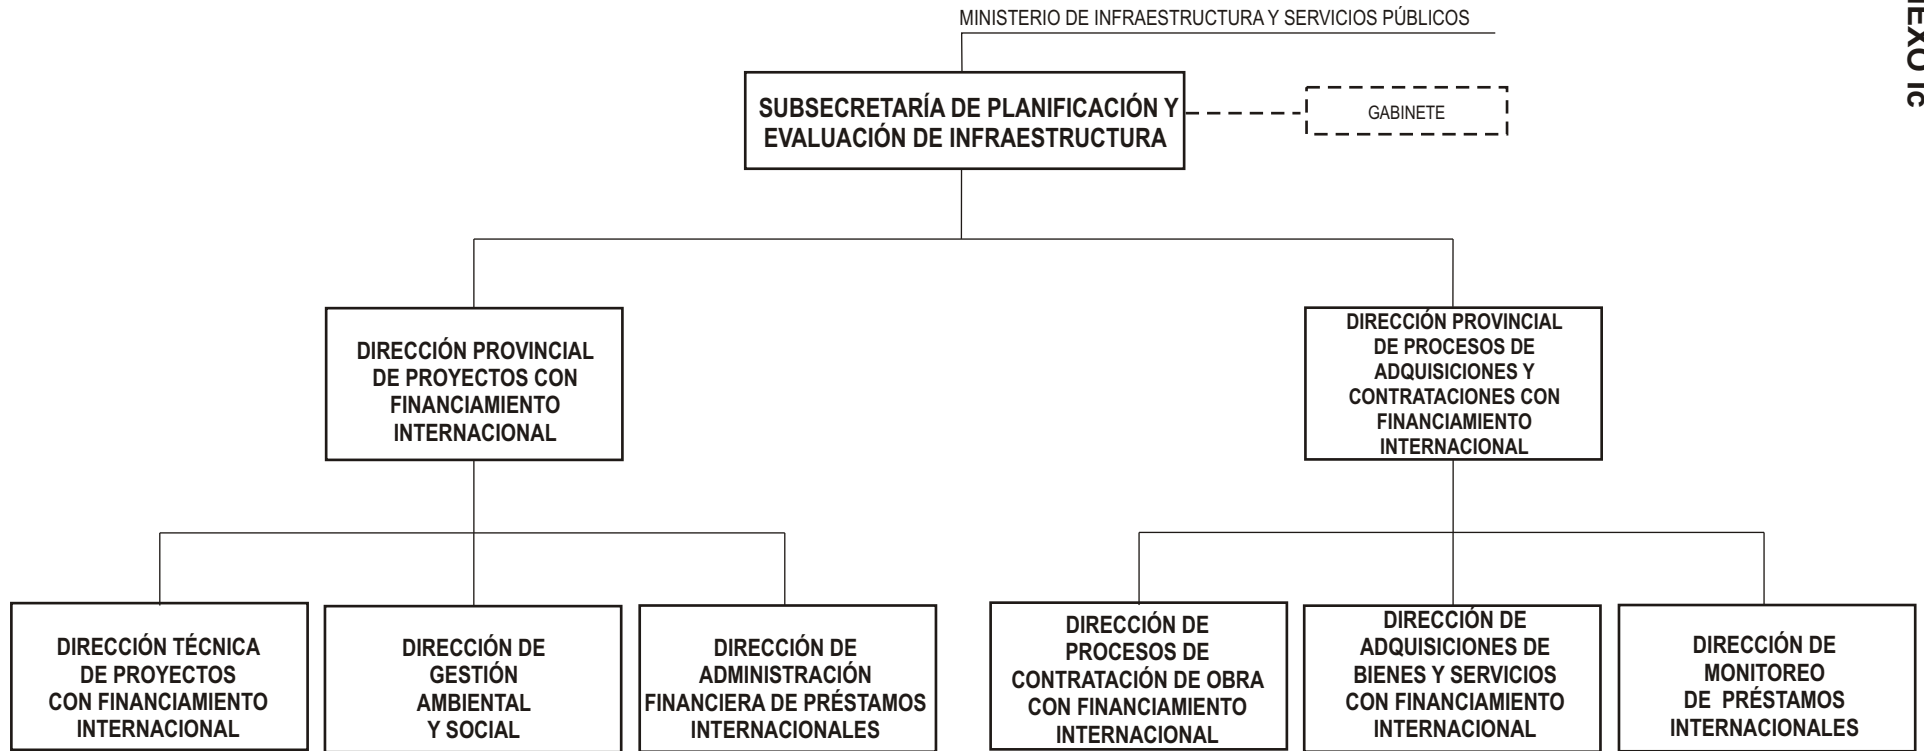 MINISTERIO DE INFRAESTRUCTURA Y SERVICIOS PÚBLICOS
SUBSECRETARÍA DE PLANIFICACIÓN Y
EVALUACIÓN DE INFRAESTRUCTURA
GABINETE
DIRECCIÓN PROVINCIAL
DE PROYECTOS CON
FINANCIAMIENTO
INTERNACIONAL
DIRECCIÓN PROVINCIAL
DE PROCESOS DE
ADQUISICIONES Y
CONTRATACIONES CON
FINANCIAMIENTO
INTERNACIONAL
DIRECCIÓN TÉCNICA
DE PROYECTOS
CON FINANCIAMIENTO
INTERNACIONAL
DIRECCIÓN DE
GESTIÓN
AMBIENTAL
Y SOCIAL
DIRECCIÓN DE
ADMINISTRACIÓN
FINANCIERA DE PRÉSTAMOS
INTERNACIONALES
DIRECCIÓN DE
PROCESOS DE
CONTRATACIÓN DE OBRA
CON FINANCIAMIENTO
INTERNACIONAL
DIRECCIÓN DE
ADQUISICIONES DE
BIENES Y SERVICIOS
CON FINANCIAMIENTO
INTERNACIONAL
DIRECCIÓN DE
MONITOREO
DE PRÉSTAMOS
INTERNACIONALES